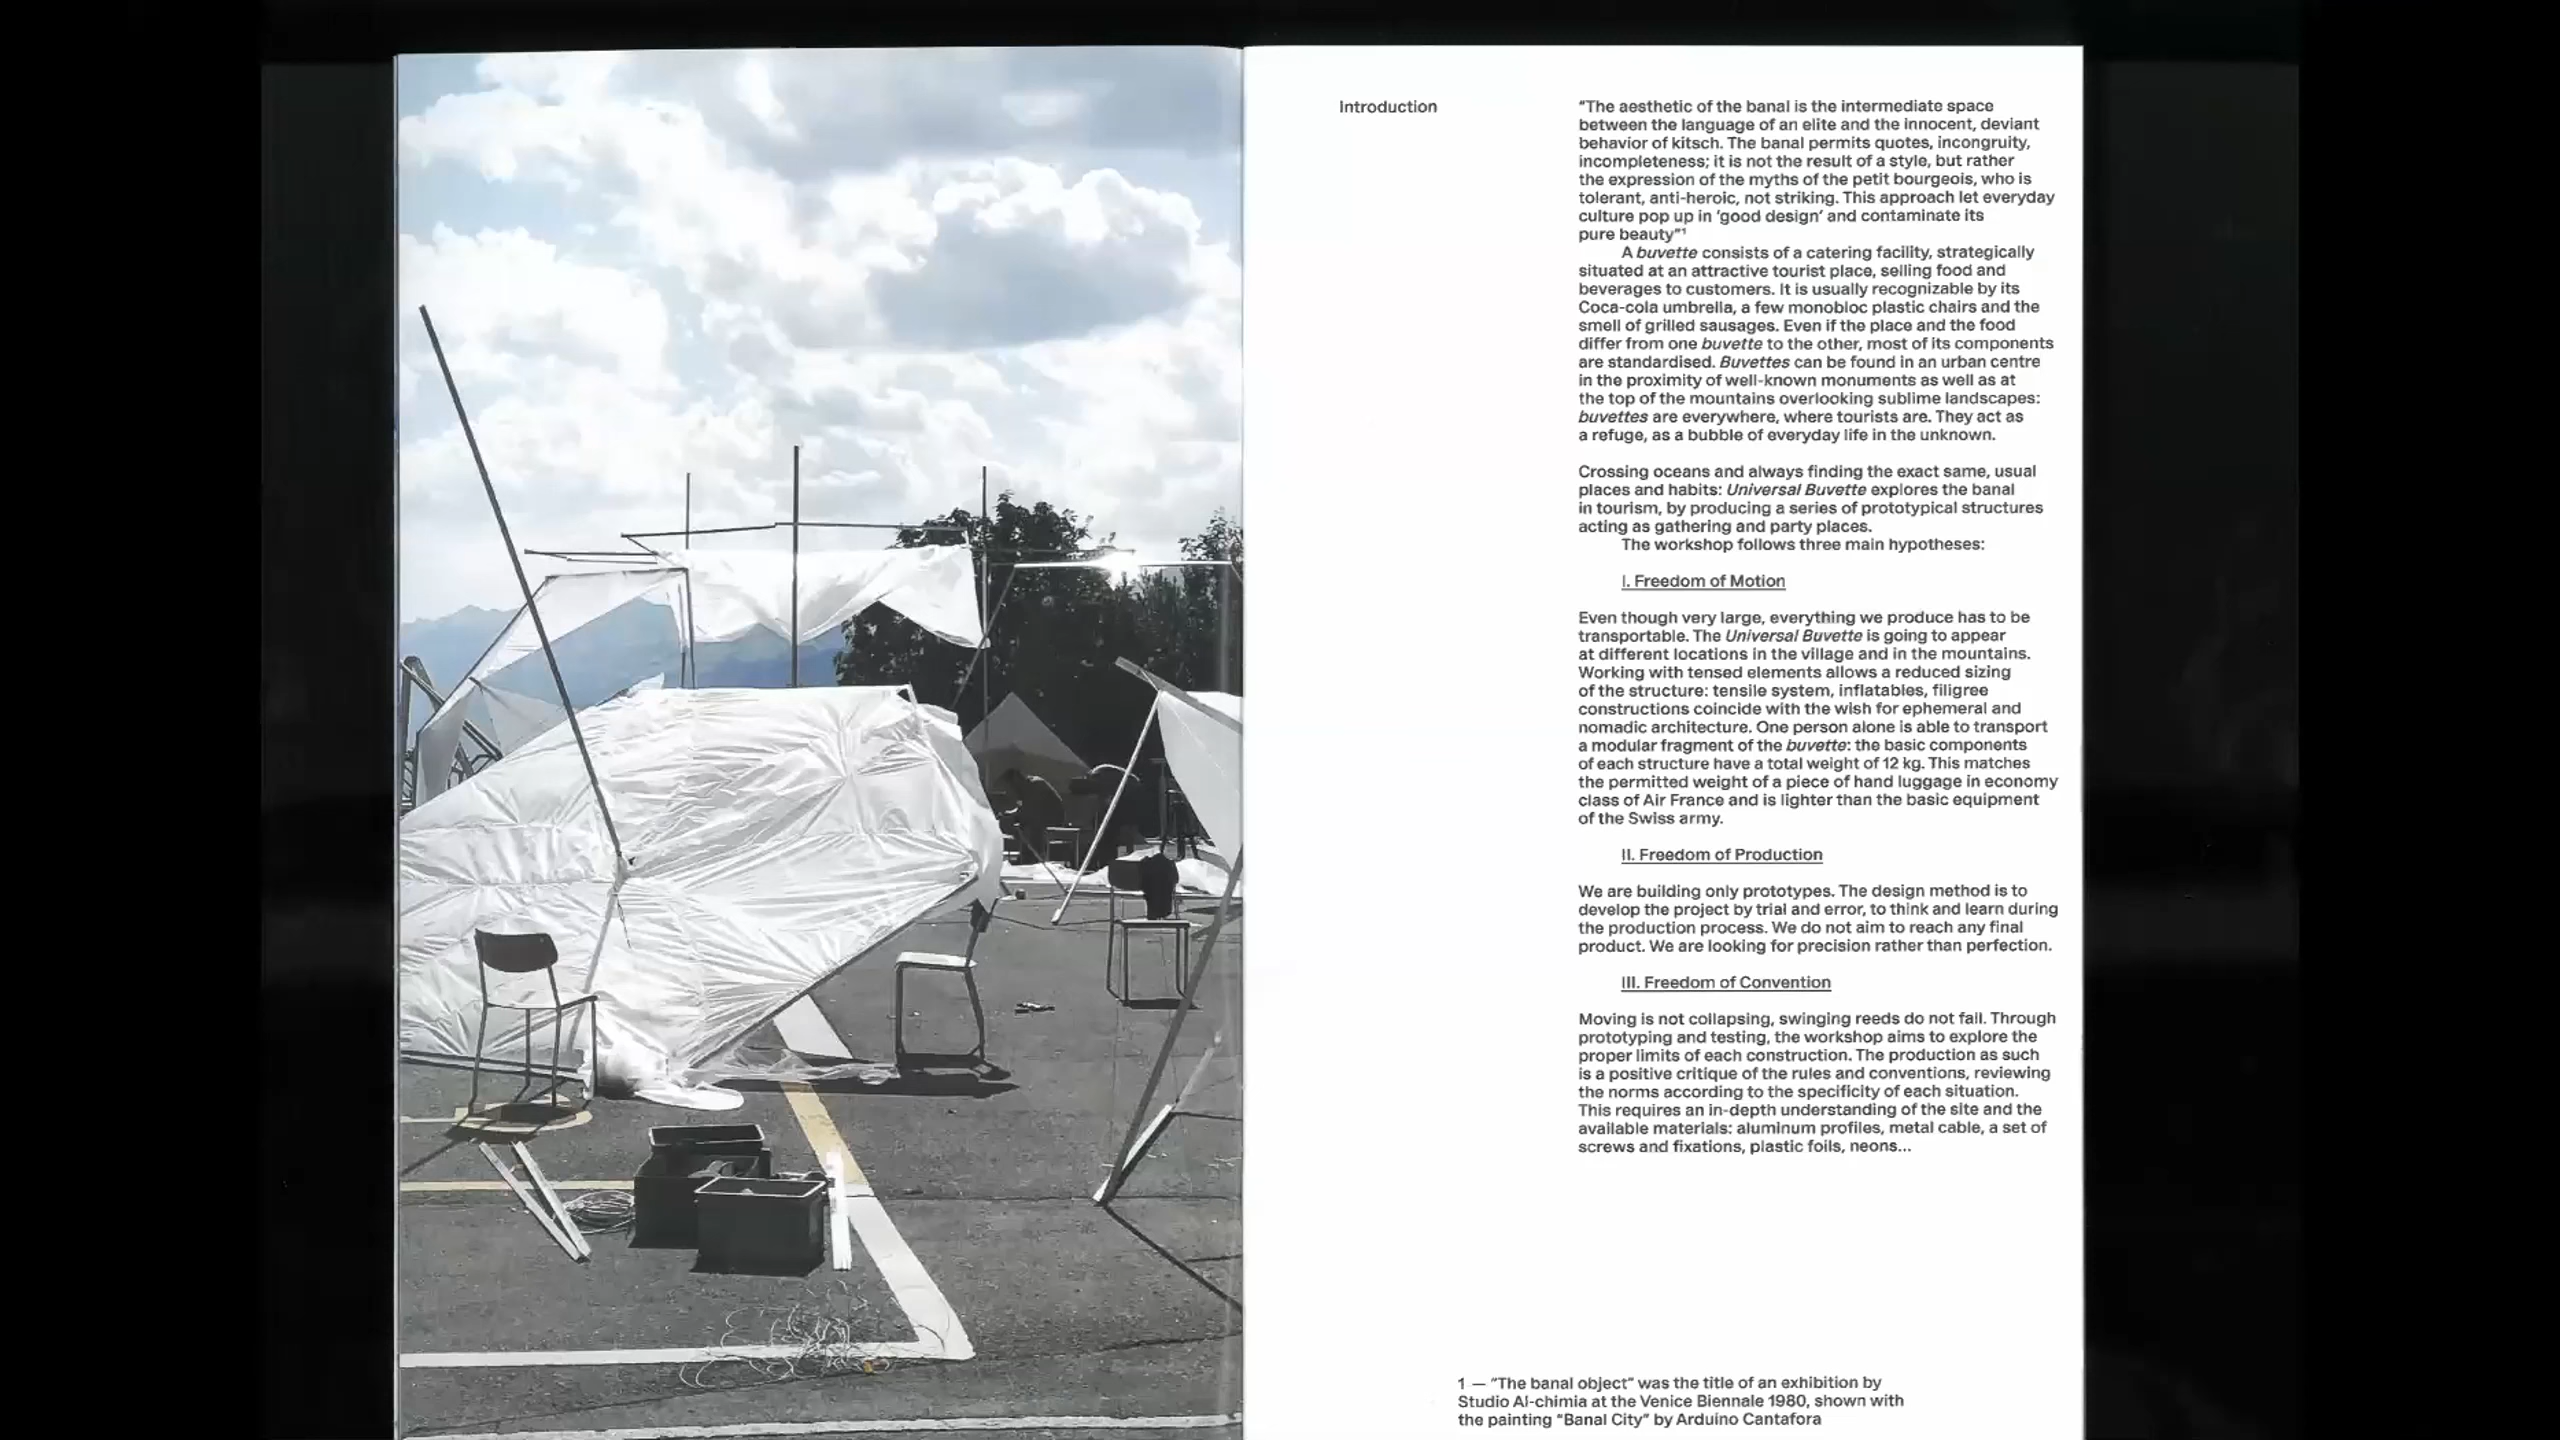 Introduction
"The aesthetic of the banal is the intermediate space
between the language of an elite and the innocent, deviant
behavior of kitsch. The banal permits quotes, incongruity,
incompleteness; it is not the result of a style, but rather
the expression of the myths of the petit bourgeois, who is
tolerant, anti-heroic, not striking. This approach let everyday
culture pop up in 'good design' and contaminate its
pure beauty"¹
A buvette consists of a catering facility, strategically
situated at an attractive tourist place, selling food and
beverages to customers. It is usually recognizable by its
Coca-cola umbrella, a few monobloc plastic chairs and the
smell of grilled sausages. Even if the place and the food
differ from one buvette to the other, most of its components
are standardised. Buvettes can be found in an urban centre
in the proximity of well-known monuments as well as at
the top of the mountains overlooking sublime landscapes:
buvettes are everywhere, where tourists are. They act as
a refuge, as a bubble of everyday life in the unknown.
Crossing oceans and always finding the exact same, usual
places and habits: Universal Buvette explores the banal
in tourism, by producing a series of prototypical structures
acting as gathering and party places.
The workshop follows three main hypotheses:
I. Freedom of Motion
Even though very large, everything we produce has to be
transportable. The Universal Buvette is going to appear
at different locations in the village and in the mountains.
Working with tensed elements allows a reduced sizing
of the structure: tensile system, inflatables, filigree
constructions coincide with the wish for ephemeral and
nomadic architecture. One person alone is able to transport
a modular fragment of the buvette: the basic components
of each structure have a total weight of 12 kg. This matches
the permitted weight of a piece of hand luggage in economy
class of Air France and is lighter than the basic equipment
of the Swiss army.
II. Freedom of Production
We are building only prototypes. The design method is to
develop the project by trial and error, to think and learn during
the production process. We do not aim to reach any final
product. We are looking for precision rather than perfection.
III. Freedom of Convention
Moving is not collapsing, swinging reeds do not fall. Through
prototyping and testing, the workshop aims to explore the
proper limits of each construction. The production as such
is a positive critique of the rules and conventions, reviewing
the norms according to the specificity of each situation.
This requires an in-depth understanding of the site and the
available materials: aluminum profiles, metal cable, a set of
screws and fixations, plastic foils, neons...
1 — "The banal object" was the title of an exhibition by
Studio Al-chimia at the Venice Biennale 1980, shown with
the painting "Banal City" by Arduino Cantafora